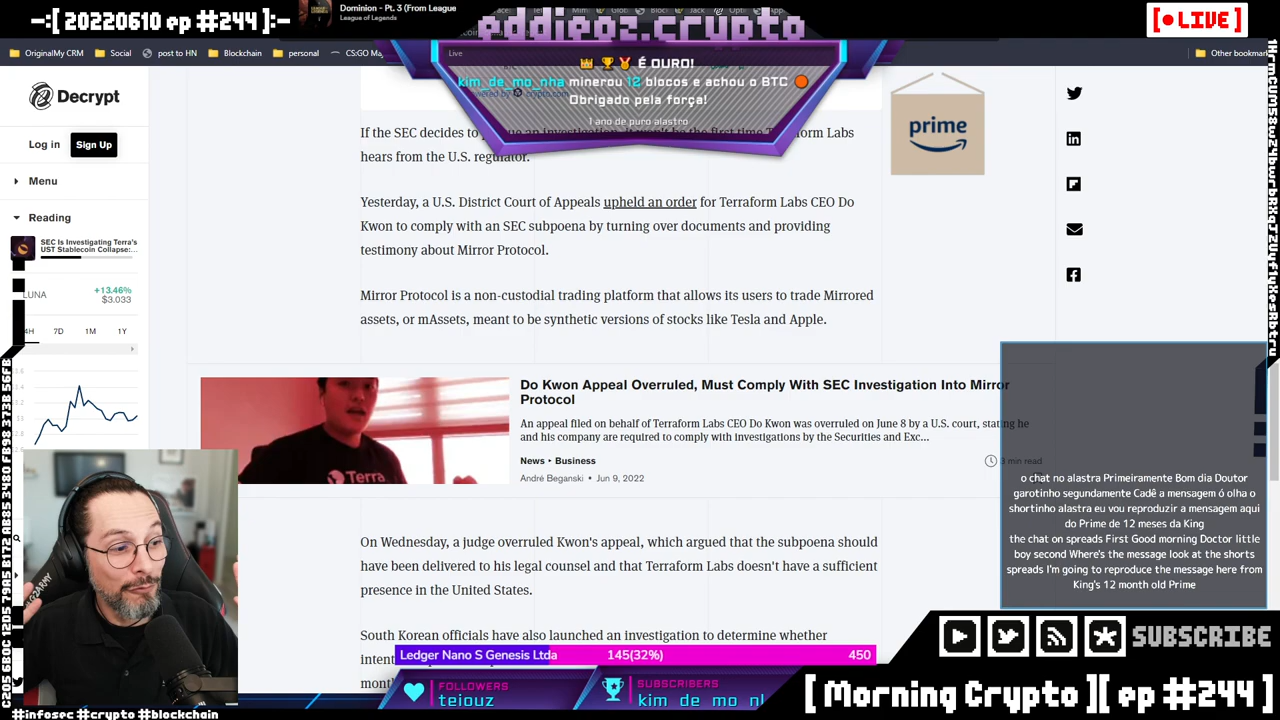 -:[ 20220610 ep #244 ]:-
Dominion - Pt. 3 (From League
League of Legends
eddieoz.crypto
[ LIVE ]
OriginalMy CRM
Social
post to HN
Blockchain
personal
Live
Other bookmar
É OURO!
kim_de_mo_nha minerou 12 blocos e achou o BTC
Obrigado pela força!
1 ano de puro alastro
Decrypt
Log in
Sign Up
Menu
Reading
SEC Is Investigating Terra's
UST Stablecoin Collapse:...
LUNA
+13.46%
$3.033
7D
1M
1Y
prime
If the SEC decides to
hears from the U.S. regulator.
Yesterday, a U.S. District Court of Appeals upheld an order for Terraform Labs CEO Do
Kwon to comply with an SEC subpoena by turning over documents and providing
testimony about Mirror Protocol.
Mirror Protocol is a non-custodial trading platform that allows its users to trade Mirrored
assets, or mAssets, meant to be synthetic versions of stocks like Tesla and Apple.
Do Kwon Appeal Overruled, Must Comply With SEC Investigation Into Mirror
Protocol
An appeal filed on behalf of Terraform Labs CEO Do Kwon was overruled on June 8 by a U.S. court, stating he
and his company are required to comply with investigations by the Securities and Exc...
News • Business
3 min read
André Beganski • Jun 9, 2022
Terra
On Wednesday, a judge overruled Kwon's appeal, which argued that the subpoena should
have been delivered to his legal counsel and that Terraform Labs doesn't have a sufficient
presence in the United States.
South Korean officials have also launched an investigation to determine whether
o chat no alastra Primeiramente Bom dia Doutor
garotinho segundamente Cadê a mensagem ó olha o
shortinho alastra eu vou reproduzir a mensagem aqui
do Prime de 12 meses da King
the chat on spreads First Good morning Doctor little
boy second Where's the message look at the shorts
spreads I'm going to reproduce the message here from
King's 12 month old Prime
Ledger Nano S Genesis Ltda
145(32%)
450
FOLLOWERS
teiouz
SUBSCRIBERS
kim_de_mo_nl
SUBSCRIBE
[ Morning Crypto ][ ep #244 ]
#infosec #crypto #blockchain